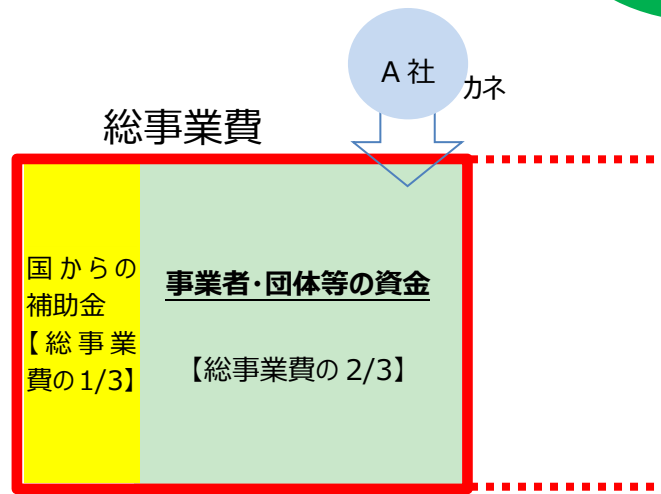 A 社
カネ
総事業費
国からの
補助金
【総事業
費の1/3】
事業者・団体等の資金
【総事業費の 2/3】